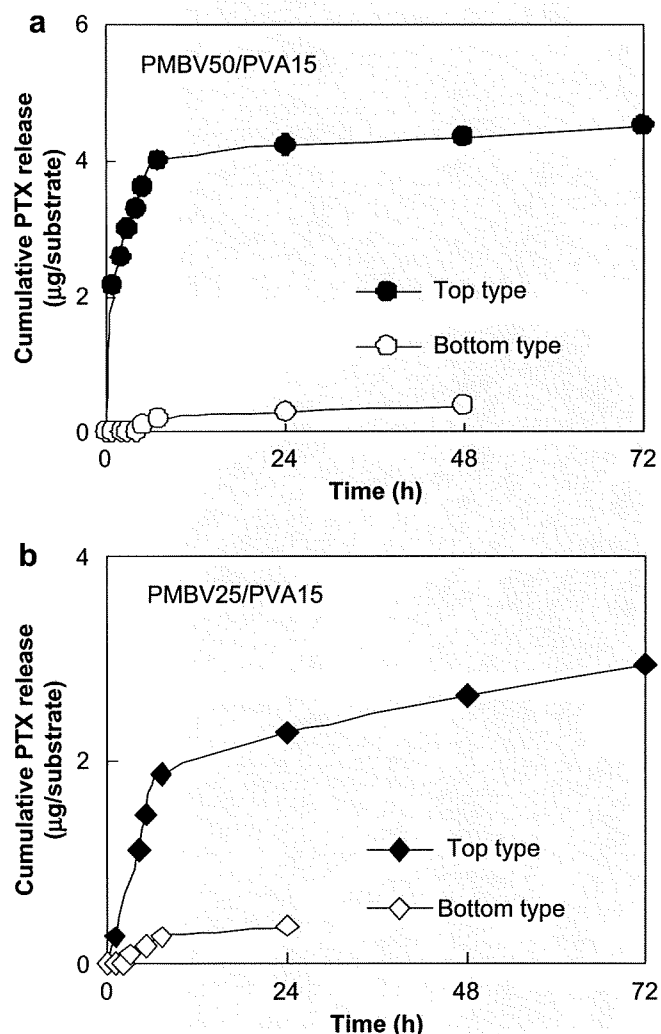 a
6
PMBV50/PVA15
4
Cumulative PTX release
(µg/substrate)
2
Top type
Bottom type
0
0 24 48 72
Time (h)
b
4
PMBV25/PVA15
Cumulative PTX release
(µg/substrate)
2
Top type
Bottom type
0
0 24 48 72
Time (h)